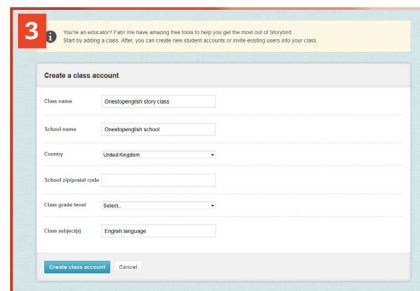 3
You're an educator? Fab! We have amazing free tools to help you get the most out of Storybird.
Start by adding a class. After, you can create new student accounts or invite existing users into your class.
Create a class account
Class name
Onestopenglish story class
School name
Onestopenglish school
Country
United Kingdom
School zip/postal code
Class grade level
Select...
Class subject(s)
English language
Create class account
Cancel